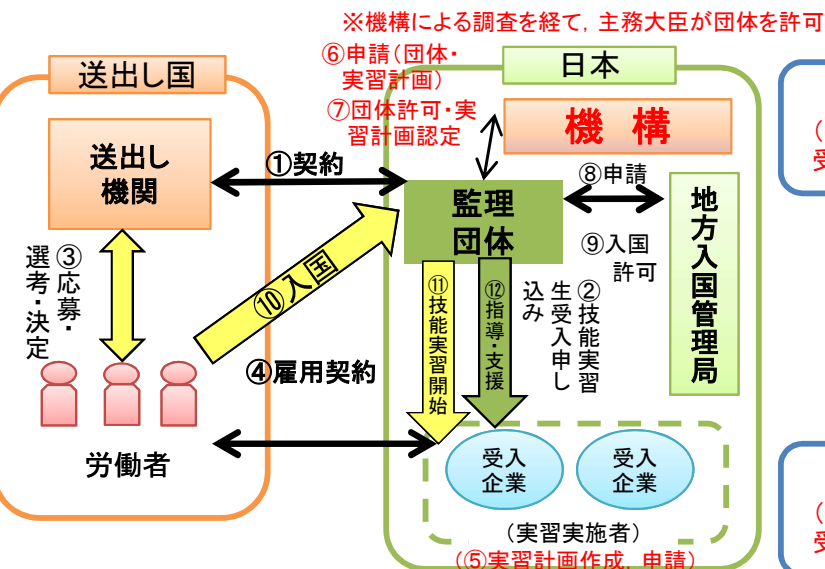 ※機構による調査を経て，主務大臣が団体を許可
送出し国
⑥申請（団体・
実習計画）
⑦団体許可・実
習計画認定
日本
機 構
送出し
機関
①契約
監理
団体
⑧申請
⑨入国
許可
地方入国管理局
③応募・
選考・決定
⑩入国
④雇用契約
⑪技能実習開始
⑫指導・支援
②技能実習
生受入申し
込み
労働者
受入
企業
受入
企業
（実習実施者）
（⑤実習計画作成，申請）
（
受
（
受